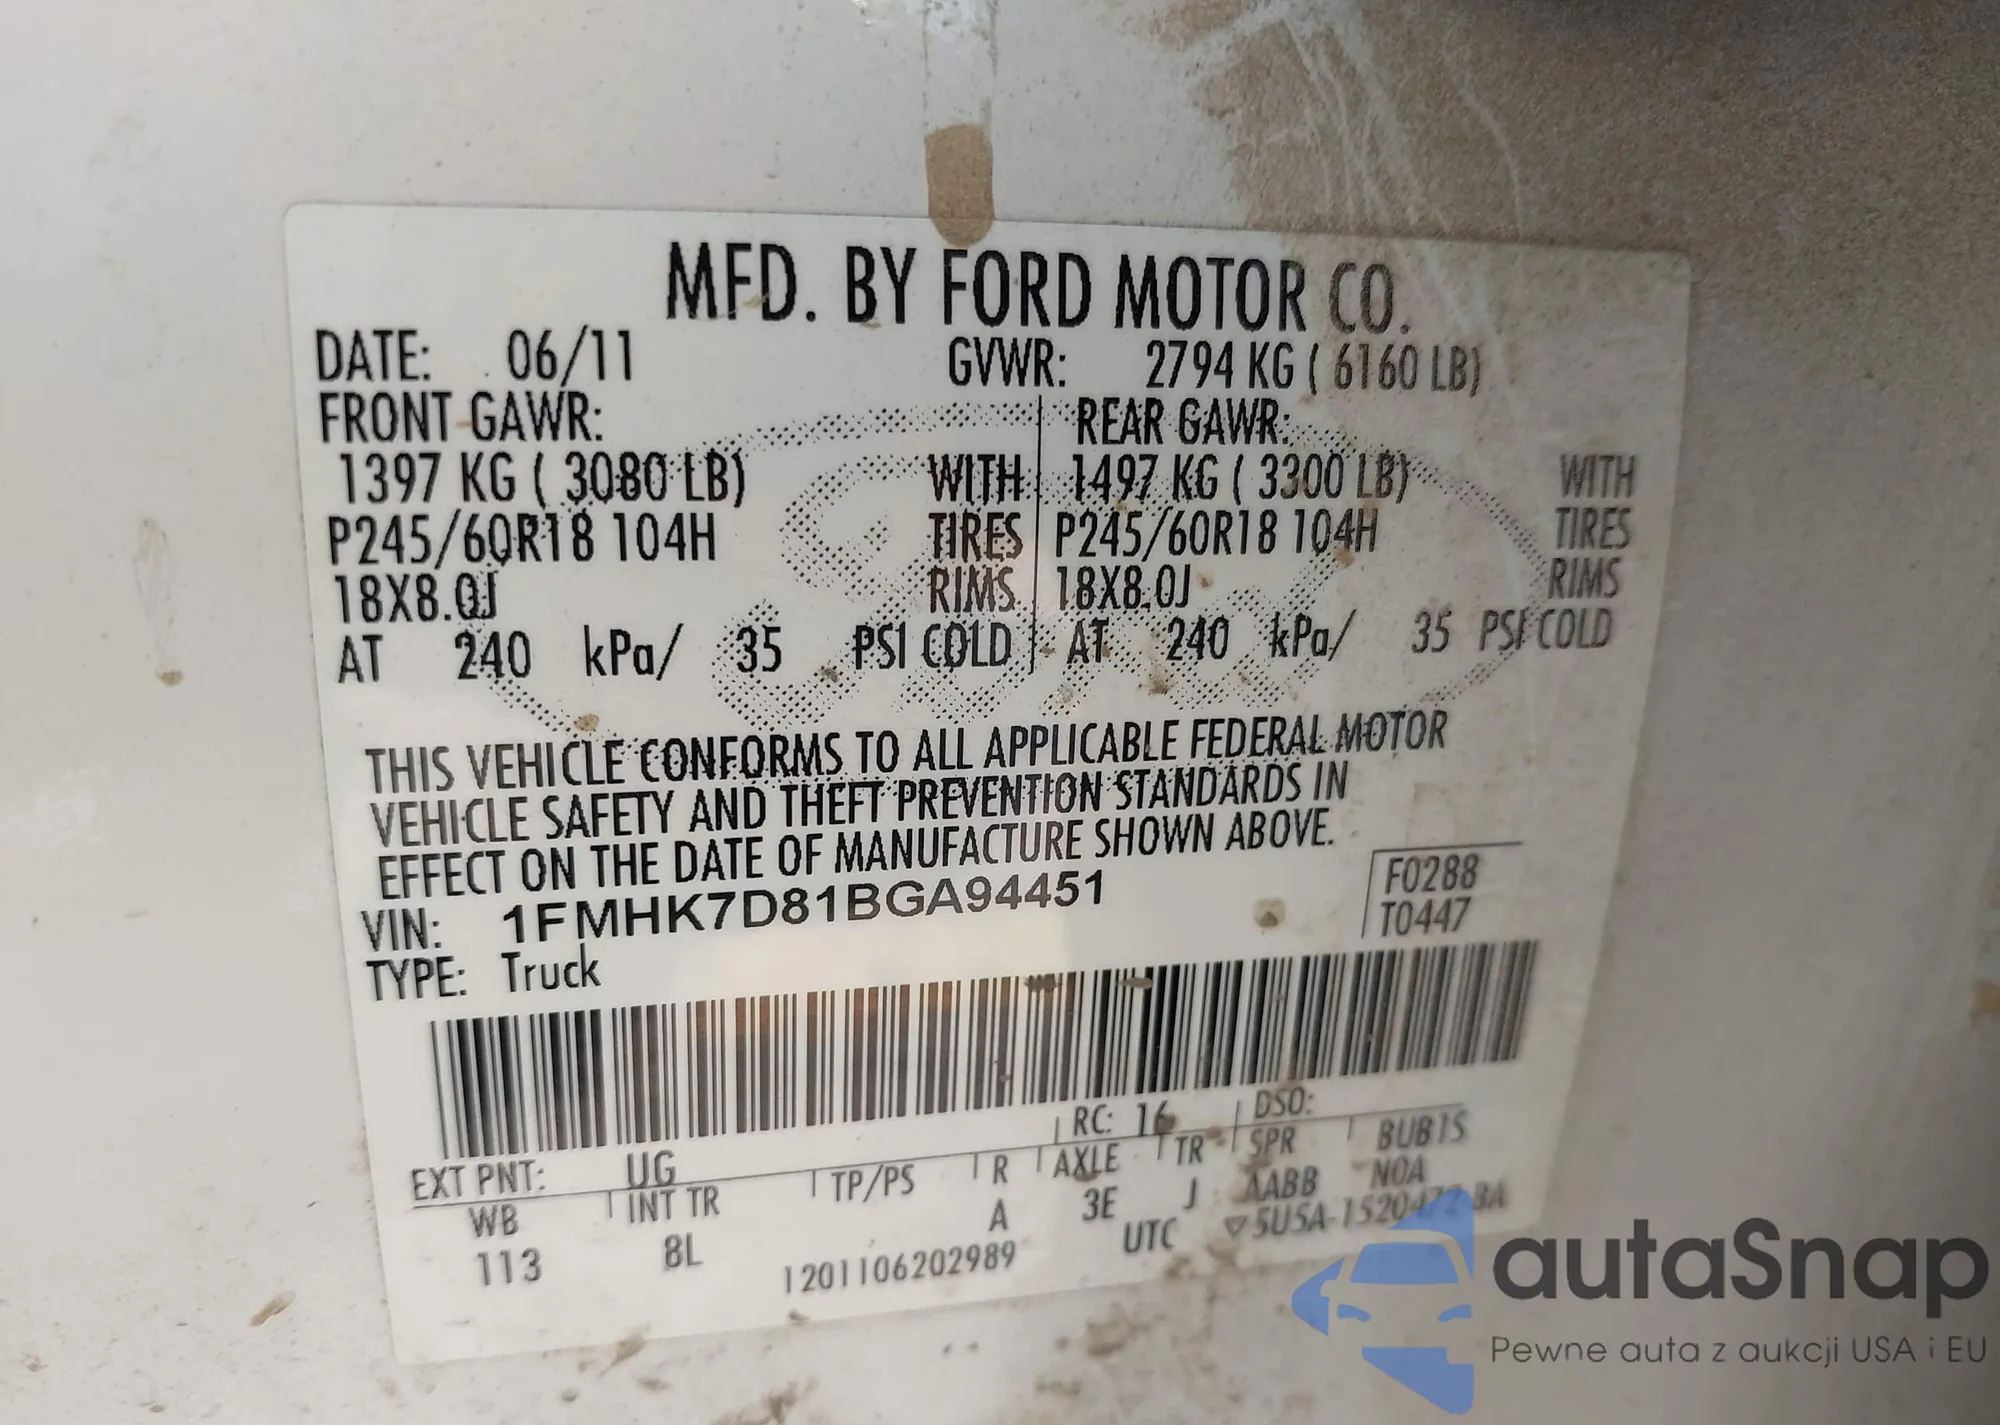 MFD. BY FORD MOTOR CO.
DATE: 06/11 GVWR: 2794 KG ( 6160 LB)
FRONT GAWR: REAR GAWR:
1397 KG ( 3080 LB) WITH 1497 KG ( 3300 LB) WITH
P245/60R18 104H TIRES P245/60R18 104H TIRES
18X8.0J RIMS 18X8.0J RIMS
AT 240 kPa/ 35 PSI COLD AT 240 kPa/ 35 PSI COLD
THIS VEHICLE CONFORMS TO ALL APPLICABLE FEDERAL MOTOR
VEHICLE SAFETY AND THEFT PREVENTION STANDARDS IN
EFFECT ON THE DATE OF MANUFACTURE SHOWN ABOVE.
F0288
VIN: 1FMHK7D81BGA94451
T0447
TYPE: Truck
RC: 16 DSO:
EXT PNT: UG
WB INT TR TP/PS R AXLE TR SPR BUB1S
113 8L A 3E J AABB NOA
1201106202989 UTC ▽5U5A-1520472-BA
autoSnap
Pewne auta z aukcji USA i EU